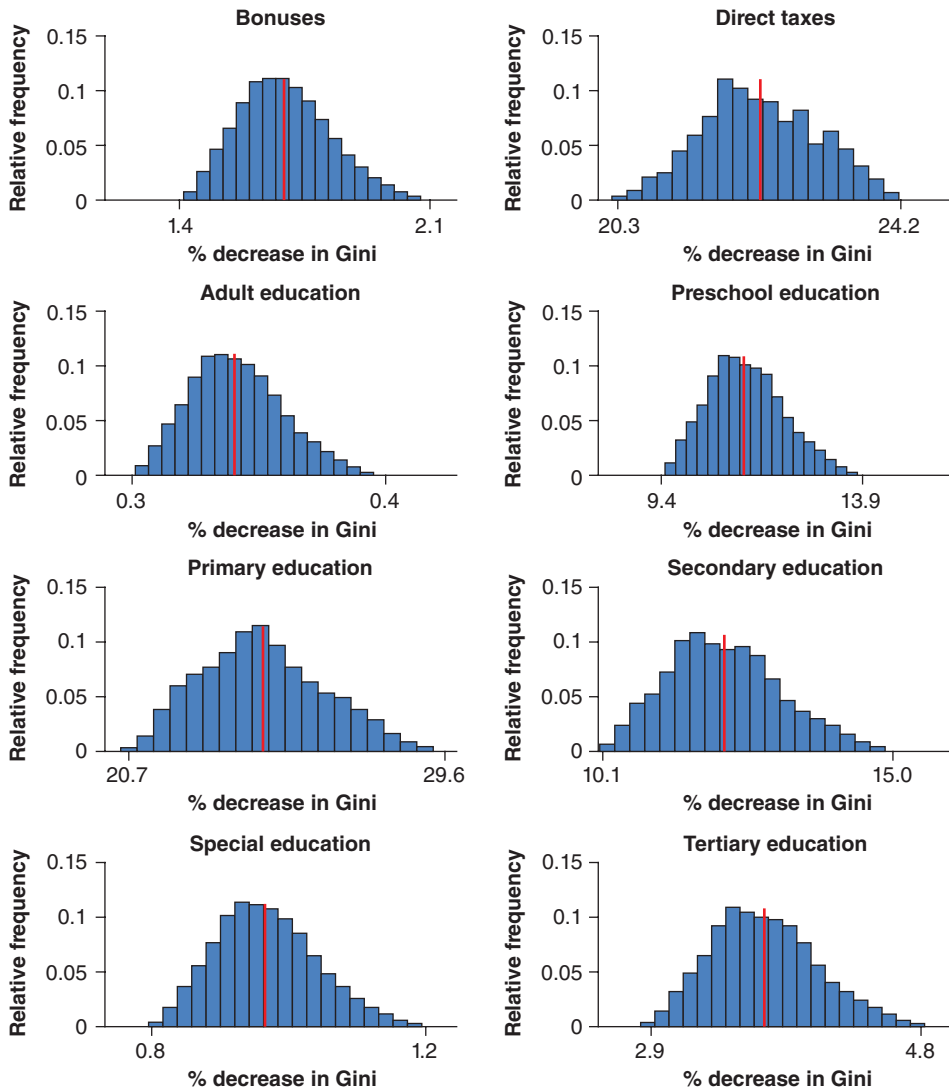 Bonuses
Relative frequency
0.15
0.1
0.05
0
1.4
2.1
% decrease in Gini
Direct taxes
Relative frequency
0.15
0.1
0.05
0
20.3
24.2
% decrease in Gini
Adult education
Relative frequency
0.15
0.1
0.05
0
0.3
0.4
% decrease in Gini
Preschool education
Relative frequency
0.15
0.1
0.05
0
9.4
13.9
% decrease in Gini
Primary education
Relative frequency
0.15
0.1
0.05
0
20.7
29.6
% decrease in Gini
Secondary education
Relative frequency
0.15
0.1
0.05
0
10.1
15.0
% decrease in Gini
Special education
Relative frequency
0.15
0.1
0.05
0
0.8
1.2
% decrease in Gini
Tertiary education
Relative frequency
0.15
0.1
0.05
0
2.9
4.8
% decrease in Gini